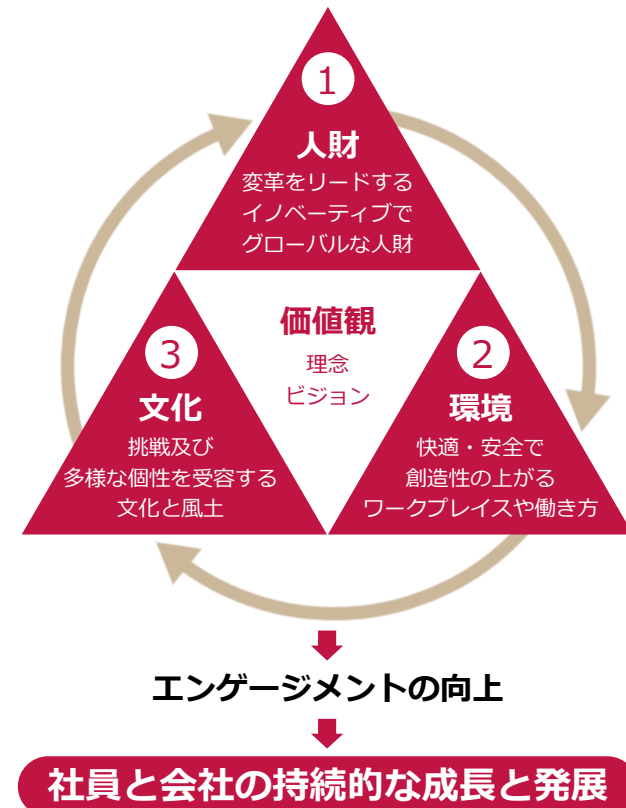 1
人財
変革をリードする
イノベーティブで
グローバルな人財
価値観
理念
ビジョン
3
文化
挑戦及び
多様な個性を受容する
文化と風土
2
環境
快適・安全で
創造性の上がる
ワークプレイスや働き方
エンゲージメントの向上
社員と会社の持続的な成長と発展